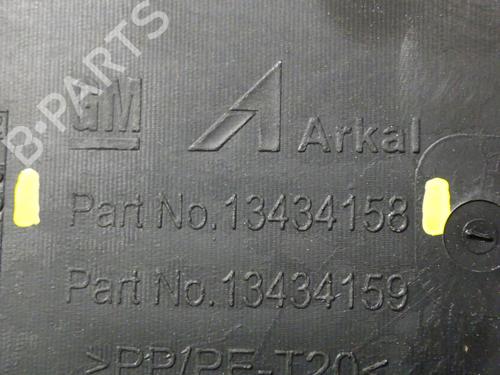 B-PARTS
GM
Arkal
Part No.13434158
Part No.13434159
>PP/PE-T20<